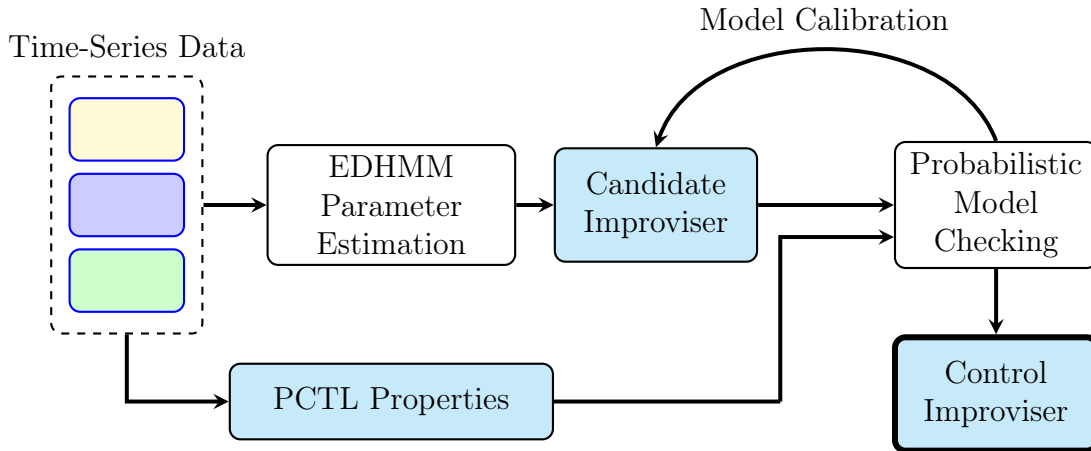 Model Calibration
Time-Series Data
EDHMM
Parameter
Estimation
Candidate
Improviser
Probabilistic
Model
Checking
PCTL Properties
Control
Improviser